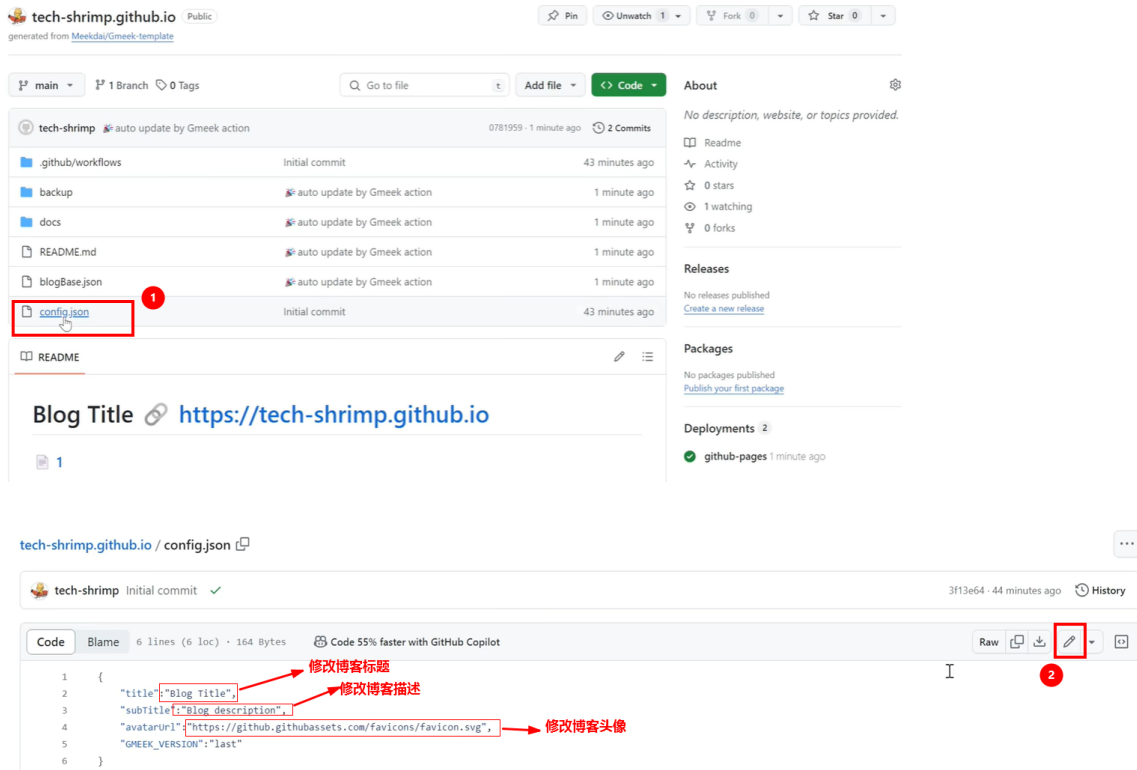 tech-shrimp.github.io Public
Pin Unwatch 1 Fork 0 Star 0
generated from Meekdai/Gmeek-template
main 1 Branch 0 Tags Go to file t Add file Code
tech-shrimp auto update by Gmeek action 0781959 · 1 minute ago 2 Commits
.github/workflows Initial commit 43 minutes ago
backup auto update by Gmeek action 1 minute ago
docs auto update by Gmeek action 1 minute ago
README.md auto update by Gmeek action 1 minute ago
blogBase.json auto update by Gmeek action 1 minute ago
1
config.json Initial commit 43 minutes ago
README
Blog Title https://tech-shrimp.github.io
1
About
No description, website, or topics provided.
Readme
Activity
0 stars
1 watching
0 forks
Releases
No releases published
Create a new release
Packages
No packages published
Publish your first package
Deployments 2
github-pages 1 minute ago
tech-shrimp.github.io / config.json
tech-shrimp Initial commit 3f13e64 · 44 minutes ago History
Code Blame 6 lines (6 loc) · 164 Bytes Code 55% faster with GitHub Copilot Raw
2
修改博客标题
修改博客描述
修改博客头像
1 {
2 "title":"Blog Title",
3 "subTitle":"Blog description",
4 "avatarUrl":"https://github.githubassets.com/favicons/favicon.svg",
5 "GMEEK_VERSION":"last"
6 }